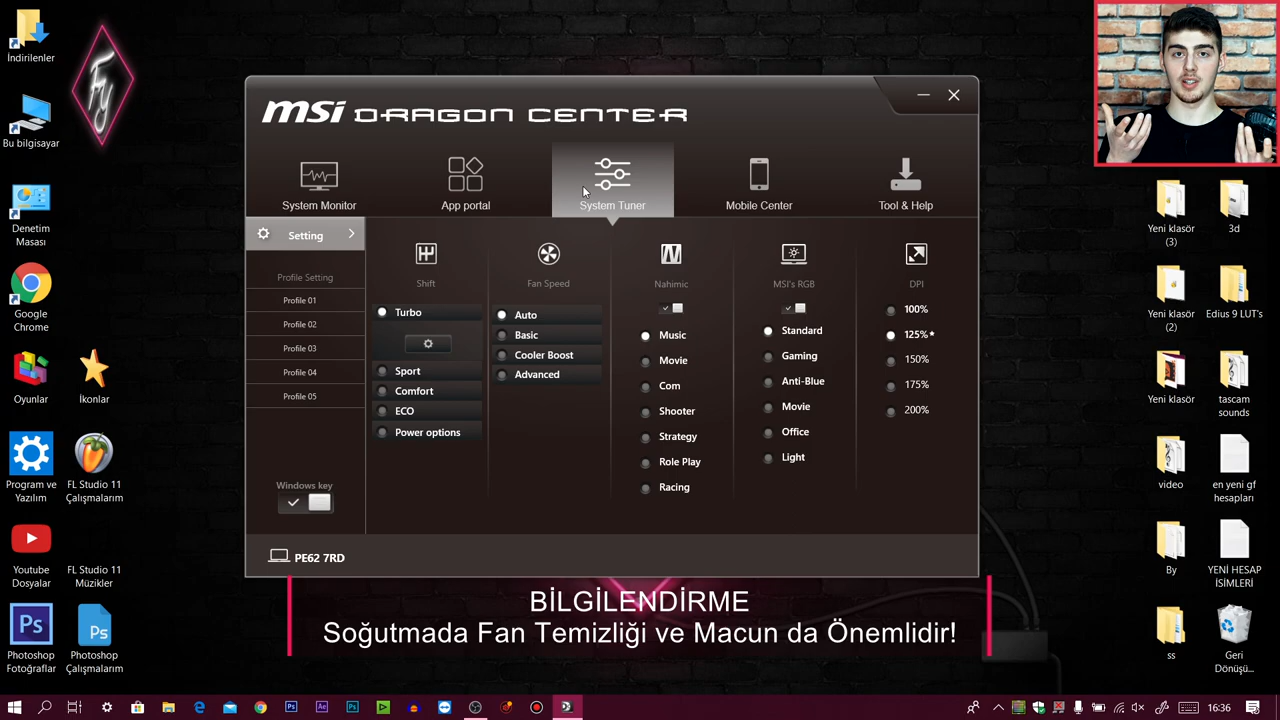 İndirilenler
Bu bilgisayar
Denetim
Masası
Google
Chrome
Oyunlar
İkonlar
Program ve
Yazılım
FL Studio 11
Çalışmalarım
Youtube
Dosyalar
FL Studio 11
Müzikler
Photoshop
Fotoğraflar
Photoshop
Çalışmalarım
Fy
msi DRAGON CENTER
System Monitor
App portal
System Tuner
Mobile Center
Tool & Help
Setting
Profile Setting
Profile 01
Profile 02
Profile 03
Profile 04
Profile 05
Windows key
Shift
Turbo
Sport
Comfort
ECO
Power options
Fan Speed
Auto
Basic
Cooler Boost
Advanced
Nahimic
Music
Movie
Com
Shooter
Strategy
Role Play
Racing
MSI's RGB
Standard
Gaming
Anti-Blue
Movie
Office
Light
DPI
100%
125%*
150%
175%
200%
PE62 7RD
BİLGİLENDİRME
Soğutmada Fan Temizliği ve Macun da Önemlidir!
Yeni klasör
(3)
3d
Yeni klasör
(2)
Edius 9 LUT's
Yeni klasör
tascam
sounds
video
en yeni gf
hesapları
By
YENİ HESAP
İSİMLERİ
ss
Geri
Dönüşü...
16:36